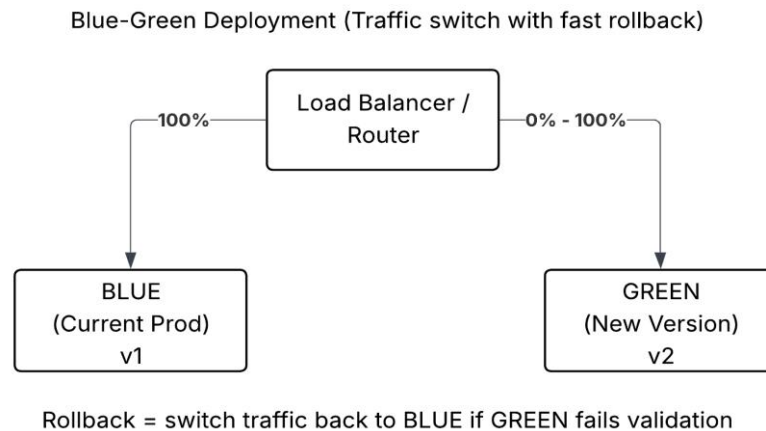 Blue-Green Deployment (Traffic switch with fast rollback)
Load Balancer /
Router
100%
0% - 100%
BLUE
(Current Prod)
v1
GREEN
(New Version)
v2
Rollback = switch traffic back to BLUE if GREEN fails validation